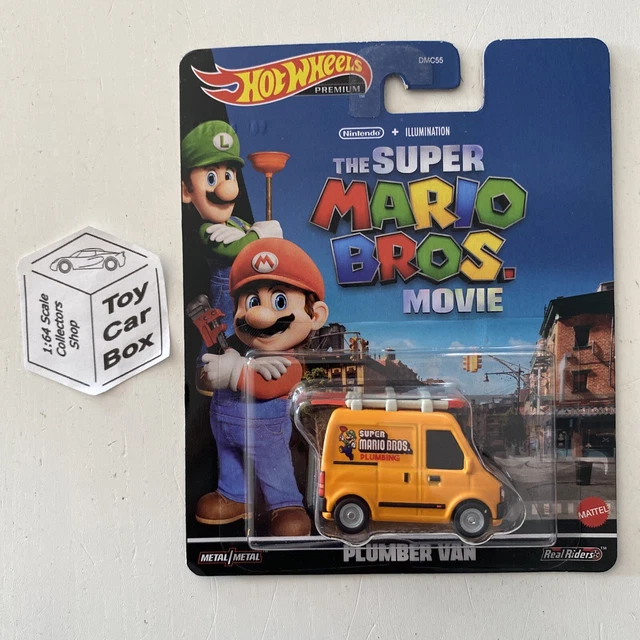 HOT WHEELS
PREMIUM
DMC55
Nintendo + ILLUMINATION
THE SUPER
MARIO
BROS.
MOVIE
L
M
Toy
Car
Box
1:64 Scale
Collectors
Shop
SUPER
MARIO BROS.
PLUMBING
MATTEL
METAL/METAL
PLUMBER VAN
Real Riders™